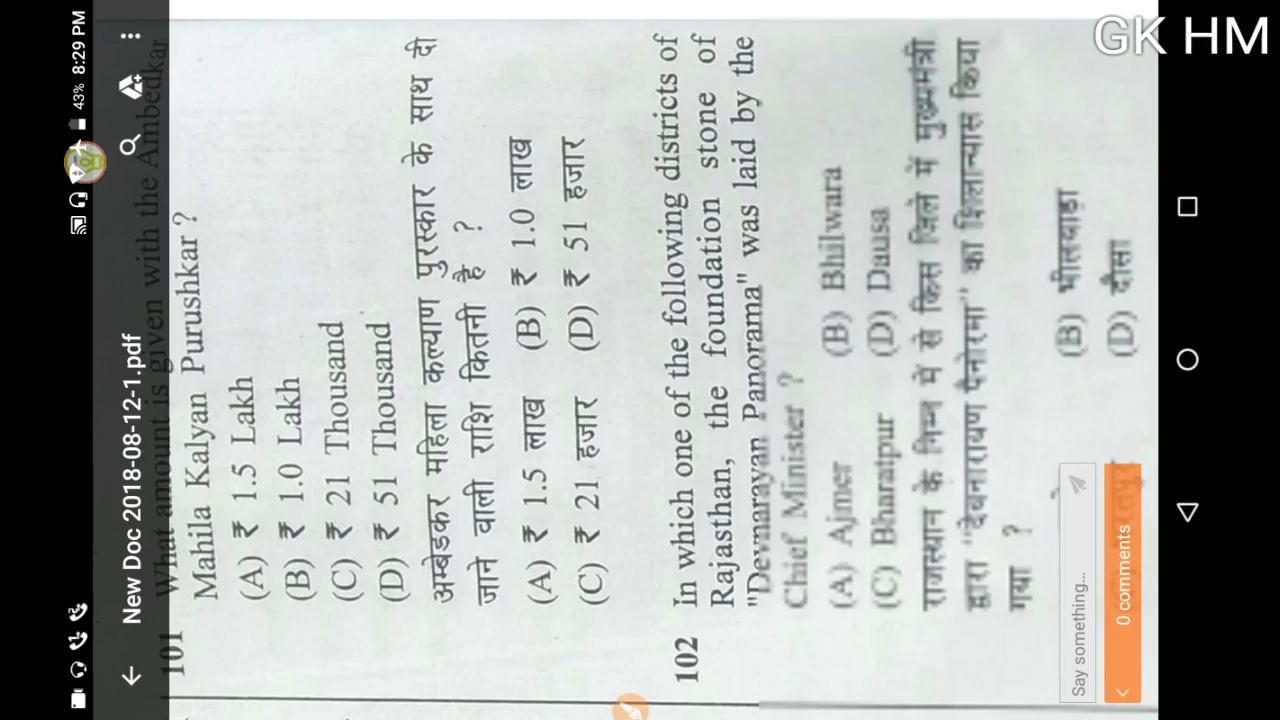 GK HM
43% 8:29 PM
New Doc 2018-08-12-1.pdf
101 What amount is given with the Ambedkar
Mahila Kalyan Purushkar?
(A) ₹ 1.5 Lakh
(B) ₹ 1.0 Lakh
(C) ₹ 21 Thousand
(D) ₹ 51 Thousand
अम्बेडकर महिला कल्याण पुरस्कार के साथ दी
जाने वाली राशि कितनी है ?
(A) ₹ 1.5 लाख (B) ₹ 1.0 लाख
(C) ₹ 21 हजार (D) ₹ 51 हजार
102 In which one of the following districts of
Rajasthan, the foundation stone of
"Devnarayan Panorama" was laid by the
Chief Minister ?
(A) Ajmer (B) Bhilwara
(C) Bharatpur (D) Dausa
राजस्थान के निम्न में से किस जिले में मुख्यमंत्री
द्वारा "देवनारायण पैनोरमा" का शिलान्यास किया
गया ?
(B) भीलवाड़ा
(D) दौसा
Say something...
0 comments